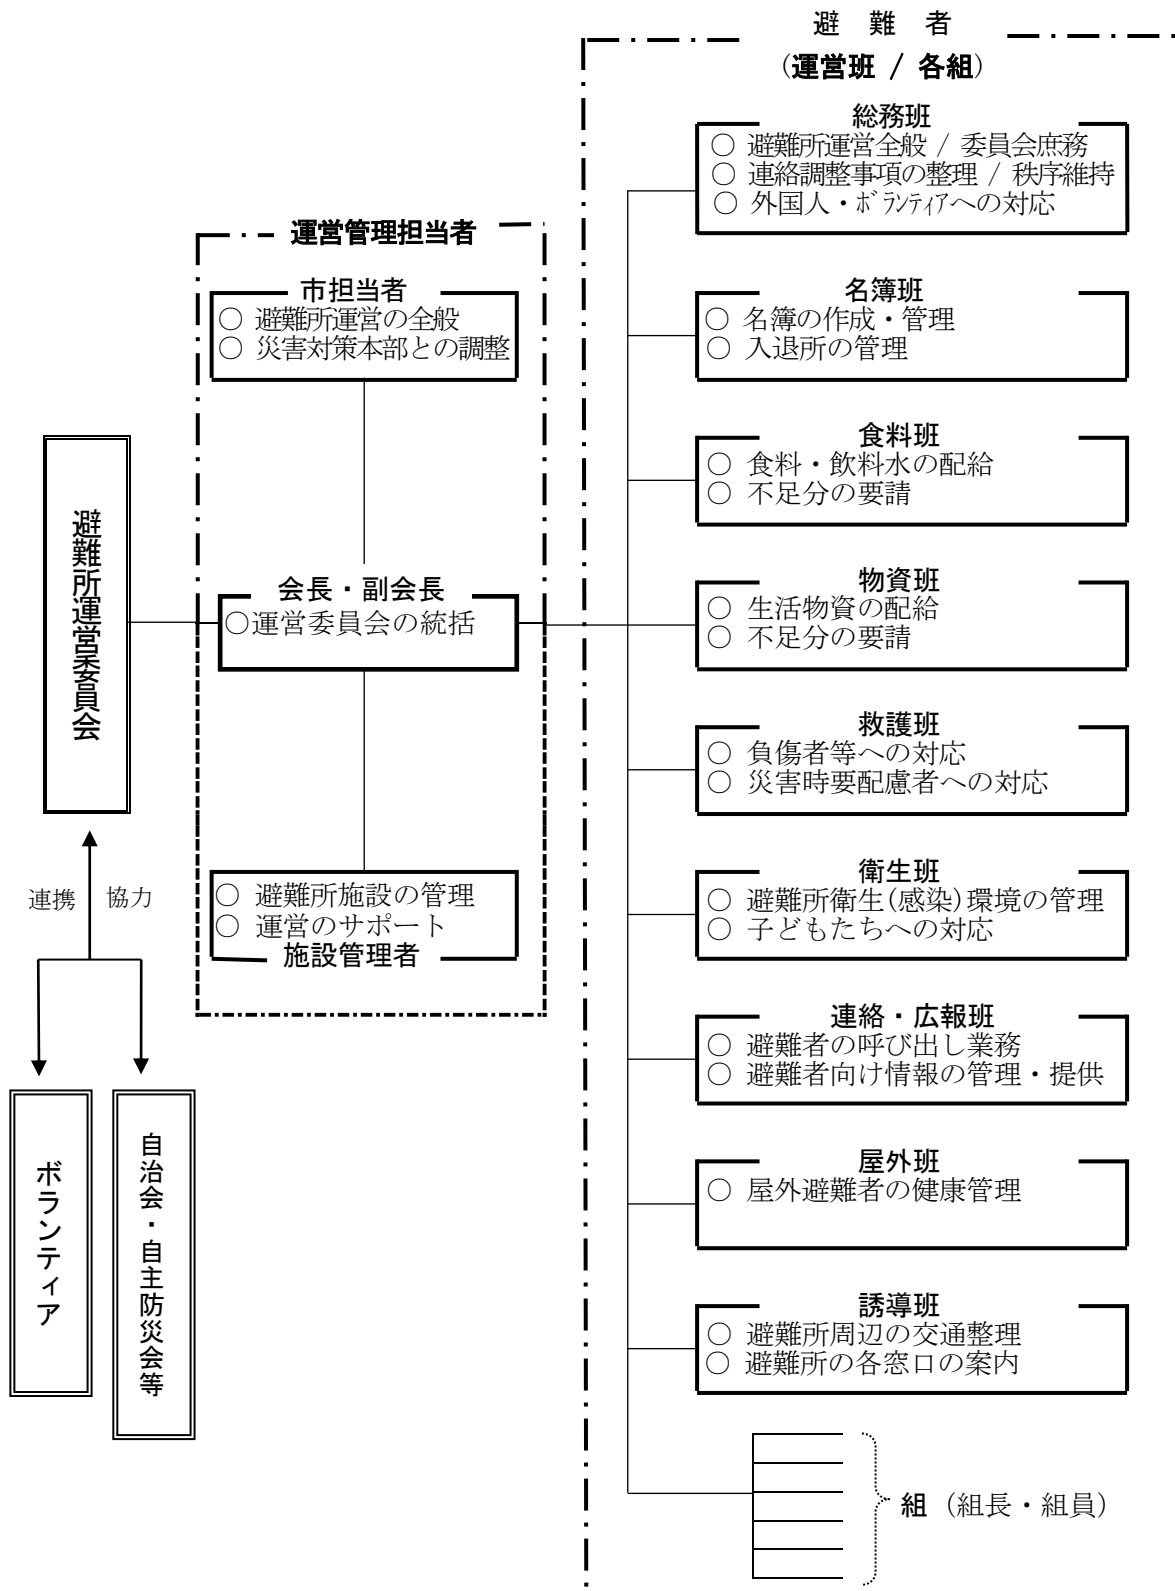 避難者
(運営班 / 各組)
総務班
○ 避難所運営全般 / 委員会庶務
○ 連絡調整事項の整理 / 秩序維持
○ 外国人・ボランティアへの対応
運営管理担当者
市担当者
○ 避難所運営の全般
○ 災害対策本部との調整
名簿班
○ 名簿の作成・管理
○ 入退所の管理
食料班
○ 食料・飲料水の配給
○ 不足分の要請
避難所運営委員会
会長・副会長
○運営委員会の統括
物資班
○ 生活物資の配給
○ 不足分の要請
救護班
○ 負傷者等への対応
○ 災害時要配慮者への対応
連携
協力
○ 避難所施設の管理
○ 運営のサポート
施設管理者
衛生班
○ 避難所衛生(感染)環境の管理
○ 子どもたちへの対応
連絡・広報班
○ 避難者の呼び出し業務
○ 避難者向け情報の管理・提供
ボランティア
自治会・自主防災会等
屋外班
○ 屋外避難者の健康管理
誘導班
○ 避難所周辺の交通整理
○ 避難所の各窓口の案内
組 (組長・組員)